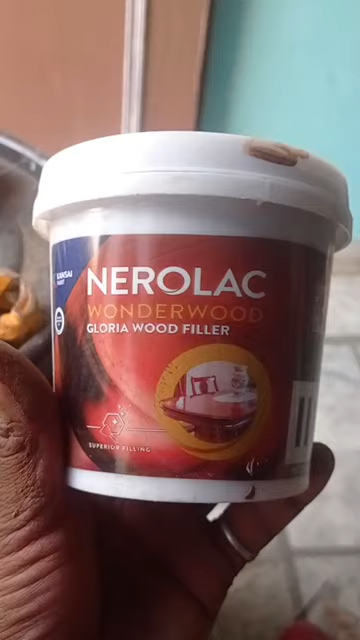 KANSAI
PAINT
NEROLAC
WONDERWOOD
GLORIA WOOD FILLER
SUPERIOR FILLING